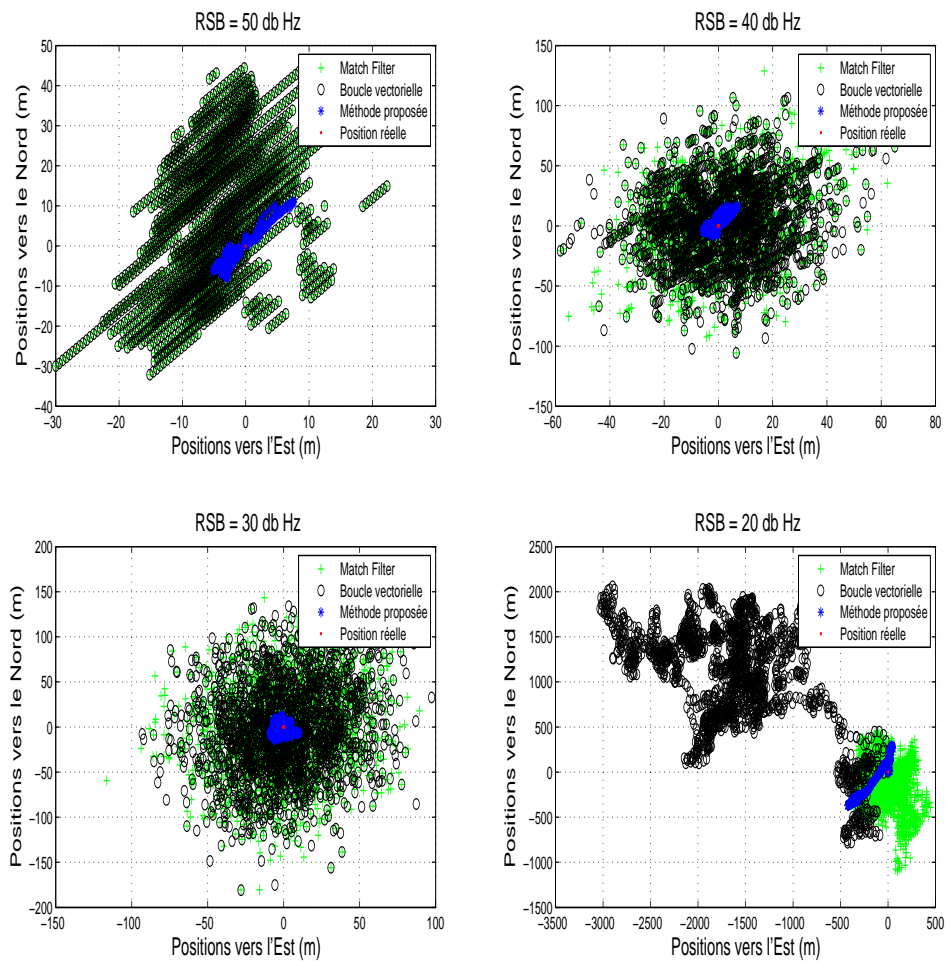 RSB = 50 db Hz
50
40
30
20
10
0
−10
−20
−30
40
Positions vers le Nord (m)
−30
−20
−10
0
10
20
30
Positions vers l'Est (m)
Match Filter
Boucle vectorielle
Méthode proposée
Position réelle
RSB = 40 db Hz
150
100
50
0
−50
−100
−150
Positions vers le Nord (m)
−60
−40
−20
0
20
40
60
80
Positions vers l'Est (m)
Match Filter
Boucle vectorielle
Méthode proposée
Position réelle
RSB = 30 db Hz
200
150
100
50
0
−50
−100
−150
−200
Positions vers le Nord (m)
−150
−100
−50
0
50
100
Positions vers l'Est (m)
Match Filter
Boucle vectorielle
Méthode proposée
Position réelle
RSB = 20 db Hz
2500
2000
1500
1000
500
0
−500
−1000
−1500
Positions vers le Nord (m)
−3500
−3000
−2500
−2000
−1500
−1000
−500
0
500
Positions vers l'Est (m)
Match Filter
Boucle vectorielle
Méthode proposée
Position réelle